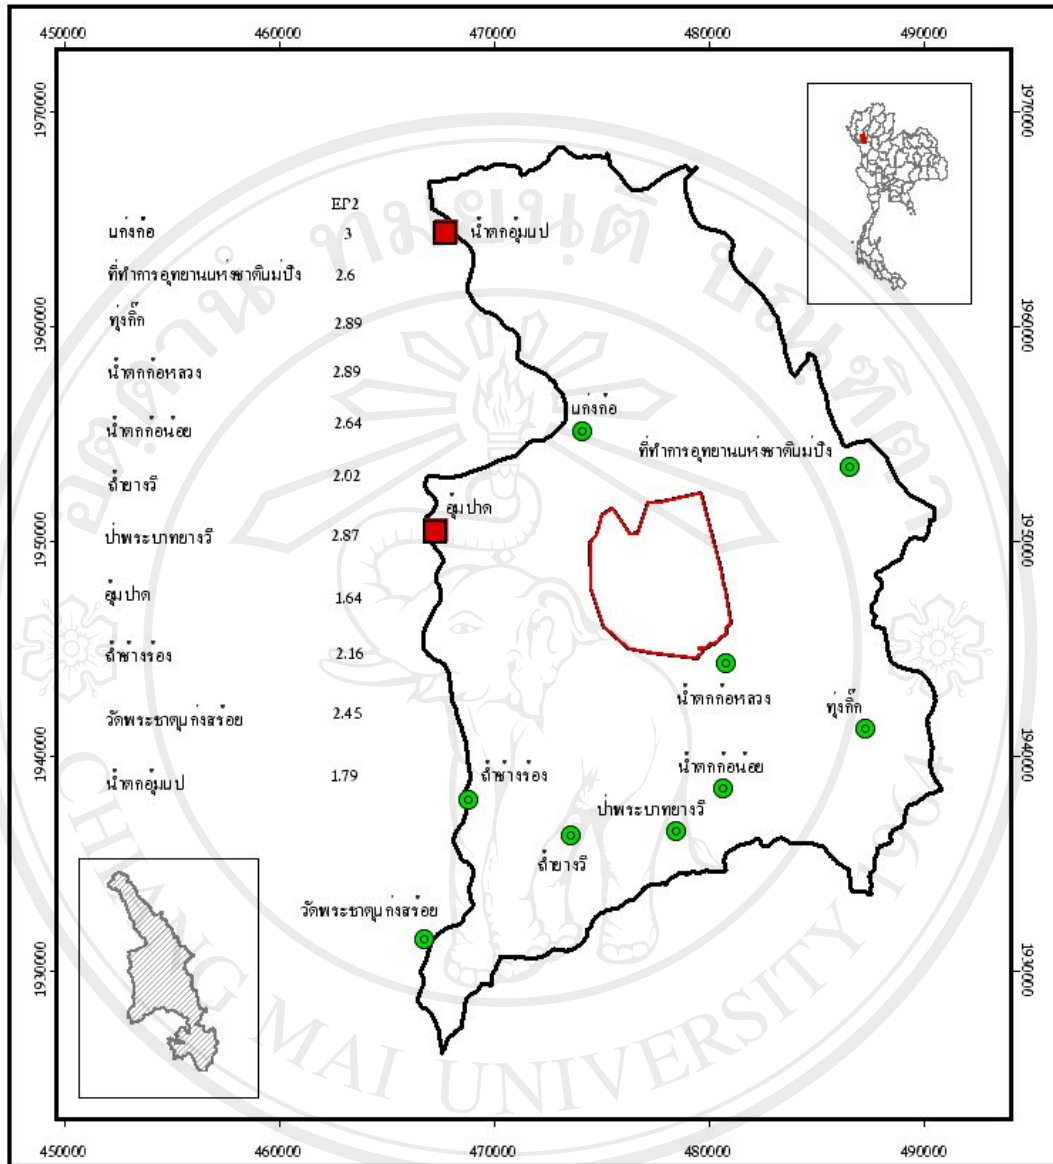 450000 460000 470000 480000 490000
1970000
1970000
EP2
แก่งก้อ 3
น้ำตกอุ้มแป
ที่ทำการอุทยานแห่งชาติแม่ปิง 2.6
ทุ่งกิ๊ก 2.89
1960000
1960000
น้ำตกก้อหลวง 2.89
แก่งก้อ
น้ำตกก้อน้อย 2.64
ที่ทำการอุทยานแห่งชาติแม่ปิง
ถ้ำยางวี 2.02
อุ้มปาด
ป่าพระบาทยางวี 2.87
1950000
1950000
อุ้มปาด 1.64
ถ้ำช้างร้อง 2.16
น้ำตกก้อหลวง
ทุ่งกิ๊ก
วัดพระธาตุแก่งสร้อย 2.45
1940000
1940000
น้ำตกอุ้มแป 1.79
ถ้ำช้างร้อง
น้ำตกก้อน้อย
ป่าพระบาทยางวี
ถ้ำยางวี
วัดพระธาตุแก่งสร้อย
1930000
1930000
CHIANG MAI UNIVERSITY 1964
450000 460000 470000 480000 490000